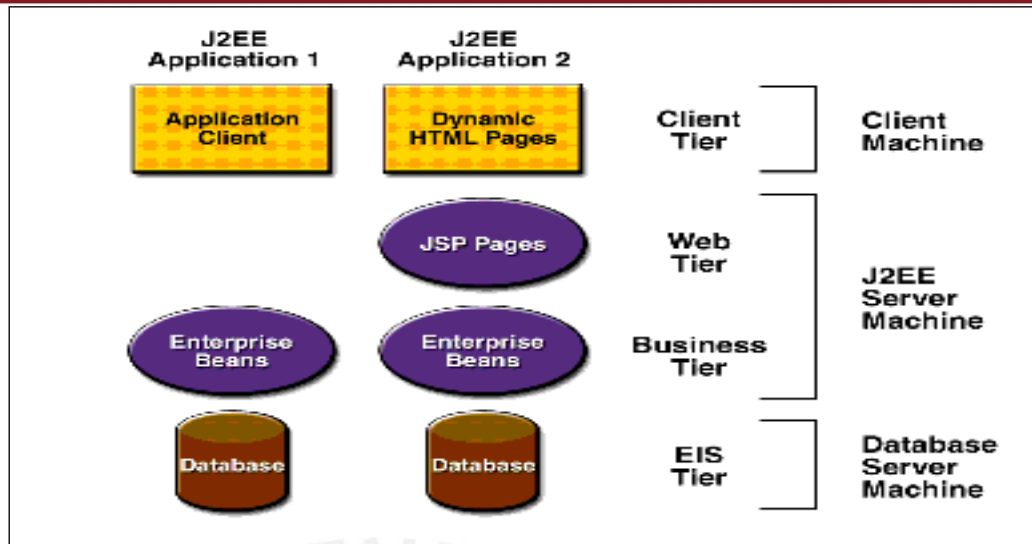 J2EE
Application 1
J2EE
Application 2
Application
Client
Dynamic
HTML Pages
Client
Tier
Client
Machine
JSP Pages
Web
Tier
J2EE
Server
Machine
Enterprise
Beans
Enterprise
Beans
Business
Tier
Database
Database
EIS
Tier
Database
Server
Machine